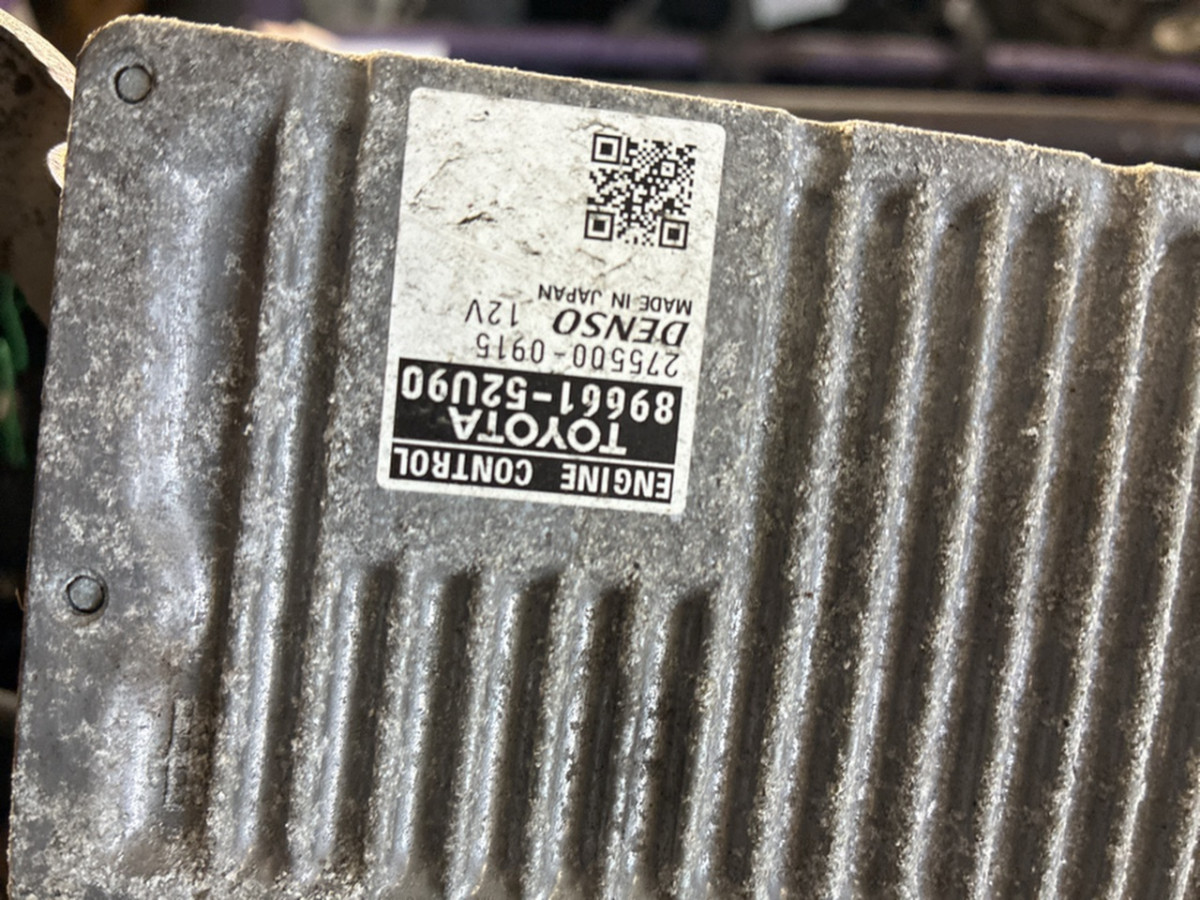 ENGINE CONTROL
TOYOTA
89661-52U90
275500-0915
DENSO 12V
MADE IN JAPAN